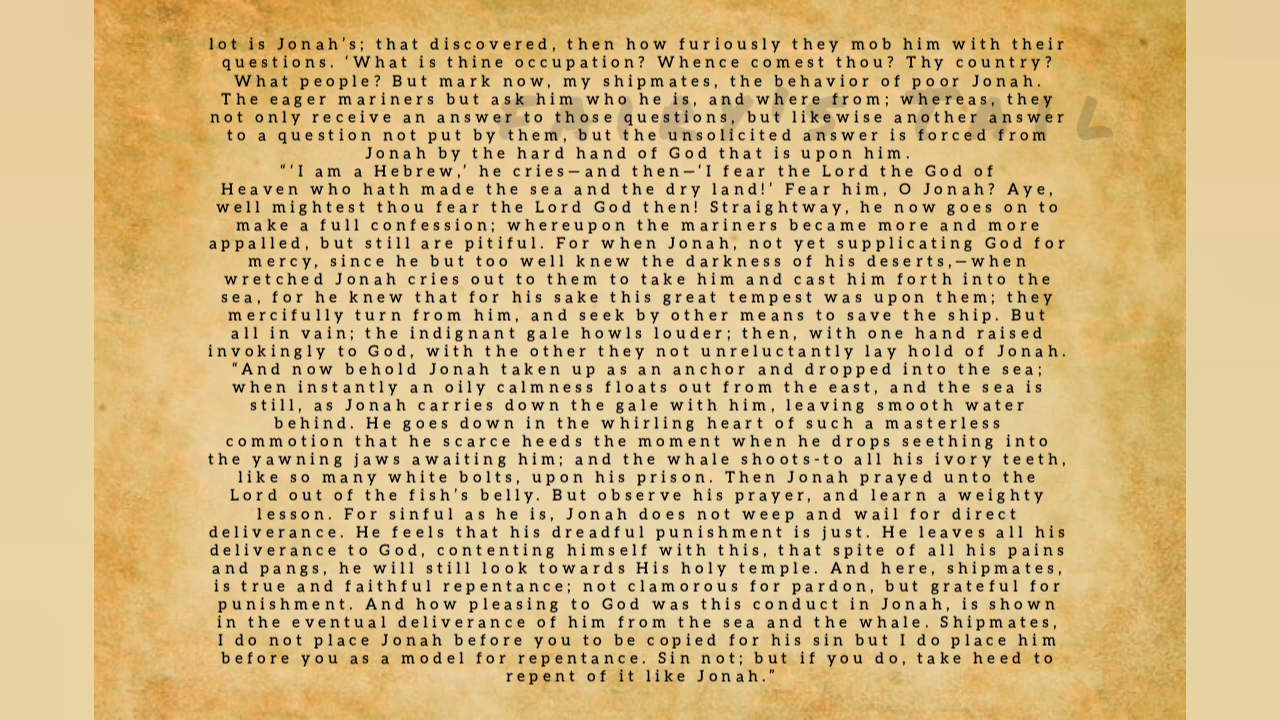 lot is Jonah's; that discovered, then how furiously they mob him with their
questions. 'What is thine occupation? Whence comest thou? Thy country?
What people? But mark now, my shipmates, the behavior of poor Jonah.
The eager mariners but ask him who he is, and where from; whereas, they
not only receive an answer to those questions, but likewise another answer
to a question not put by them, but the unsolicited answer is forced from
Jonah by the hard hand of God that is upon him.
“‘I am a Hebrew,’ he cries—and then—‘I fear the Lord the God of
Heaven who hath made the sea and the dry land!’ Fear him, O Jonah? Aye,
well mightest thou fear the Lord God then! Straightway, he now goes on to
make a full confession; whereupon the mariners became more and more
appalled, but still are pitiful. For when Jonah, not yet supplicating God for
mercy, since he but too well knew the darkness of his deserts,—when
wretched Jonah cries out to them to take him and cast him forth into the
sea, for he knew that for his sake this great tempest was upon them; they
mercifully turn from him, and seek by other means to save the ship. But
all in vain; the indignant gale howls louder; then, with one hand raised
invokingly to God, with the other they not unreluctantly lay hold of Jonah.
“And now behold Jonah taken up as an anchor and dropped into the sea;
when instantly an oily calmness floats out from the east, and the sea is
still, as Jonah carries down the gale with him, leaving smooth water
behind. He goes down in the whirling heart of such a masterless
commotion that he scarce heeds the moment when he drops seething into
the yawning jaws awaiting him; and the whale shoots-to all his ivory teeth,
like so many white bolts, upon his prison. Then Jonah prayed unto the
Lord out of the fish's belly. But observe his prayer, and learn a weighty
lesson. For sinful as he is, Jonah does not weep and wail for direct
deliverance. He feels that his dreadful punishment is just. He leaves all his
deliverance to God, contenting himself with this, that spite of all his pains
and pangs, he will still look towards His holy temple. And here, shipmates,
is true and faithful repentance; not clamorous for pardon, but grateful for
punishment. And how pleasing to God was this conduct in Jonah, is shown
in the eventual deliverance of him from the sea and the whale. Shipmates,
I do not place Jonah before you to be copied for his sin but I do place him
before you as a model for repentance. Sin not; but if you do, take heed to
repent of it like Jonah.”